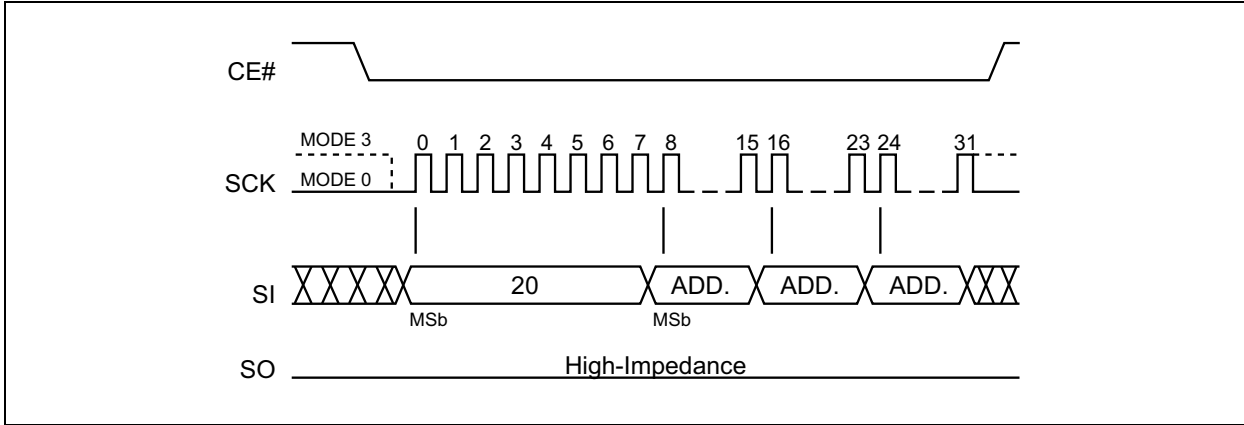 CE#
MODE 3
0 1 2 3 4 5 6 7 8 15 16 23 24 31
SCK
MODE 0
SI
20 ADD. ADD. ADD.
MSb MSb
SO
High-Impedance